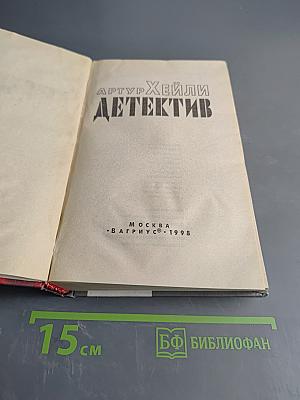 АРТУР ХЕЙЛИ
ДЕТЕКТИВ
МОСКВА
«ВАГРИУС®» 1998
15 см
БФ БИБЛИОФАН